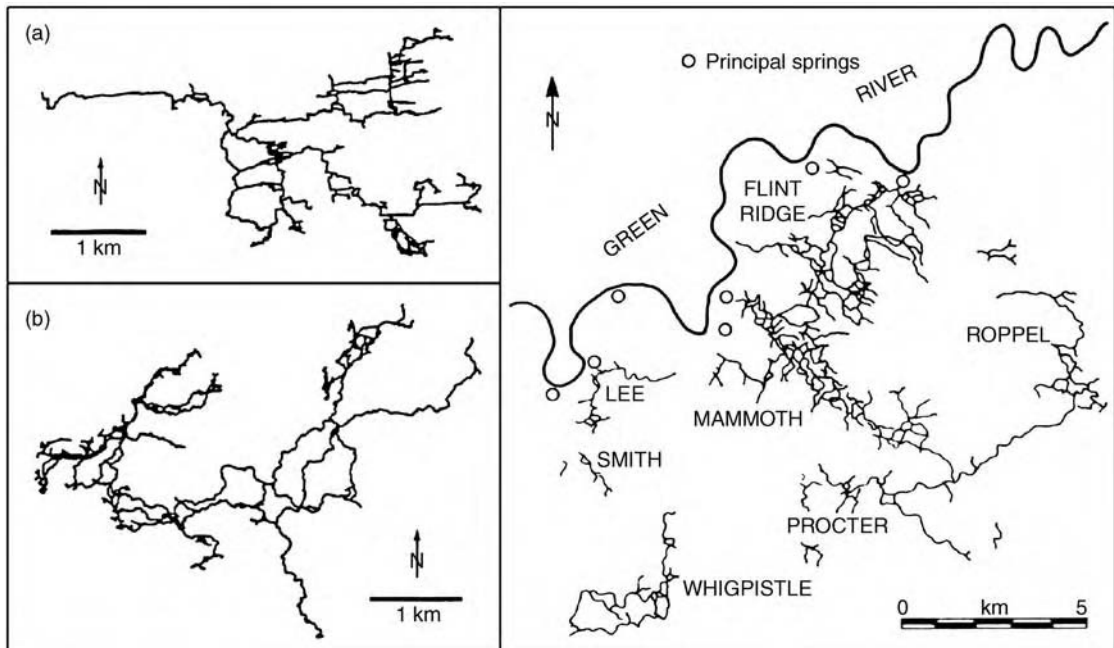 (a)
N
1 km
(b)
N
1 km
Principal springs
N
RIVER
GREEN
FLINT
RIDGE
ROPPEL
LEE
MAMMOTH
SMITH
PROCTER
WHIGPISTLE
0 km 5